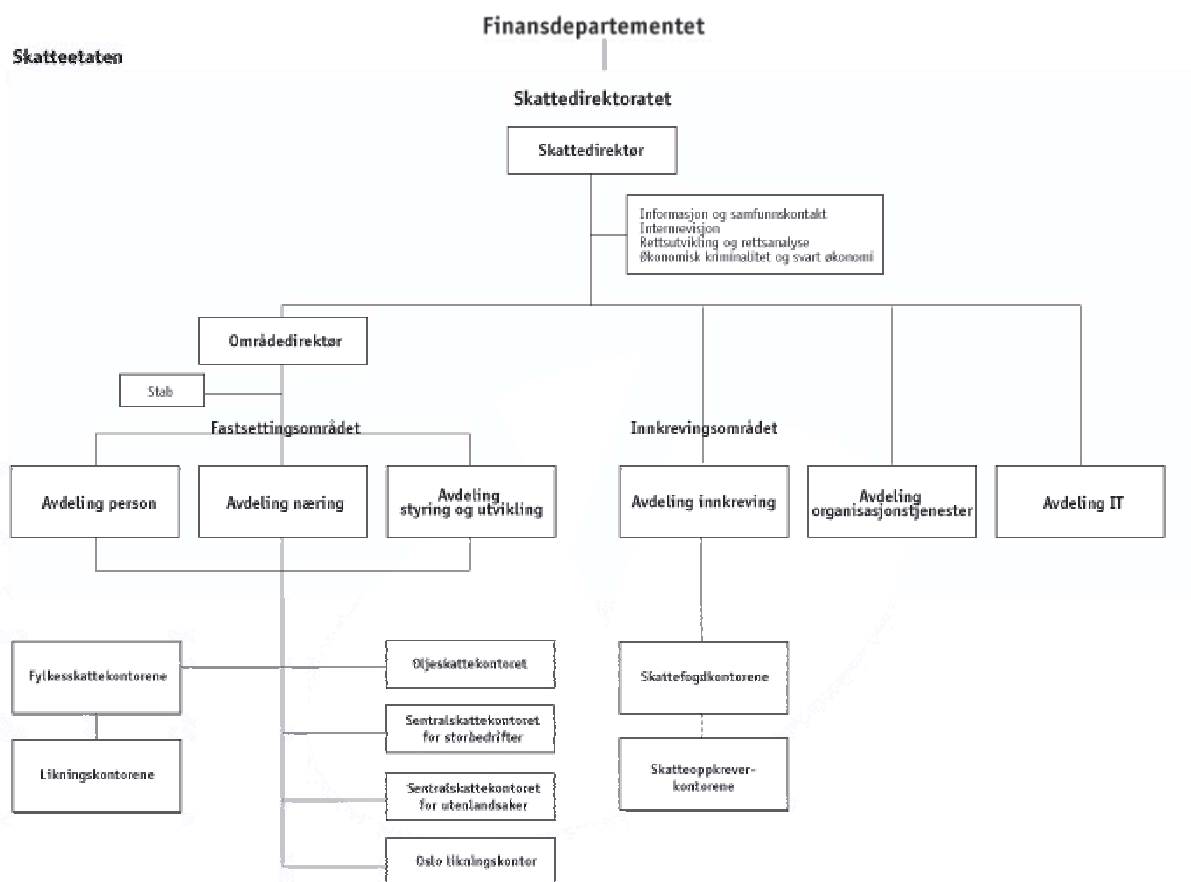 Finansdepartementet
Skatteetaten
Skattedirektoratet
Skattedirektør
Informasjon og samfunnskontakt
Internrevisjon
Rettsutvikling og rettsanalyse
Økonomisk kriminalitet og svart økonomi
Områdedirektør
Stab
Fastsettingsområdet
Innkrevingsområdet
Avdeling person
Avdeling næring
Avdeling
styring og utvikling
Avdeling innkreving
Avdeling
organisasjonstjenester
Avdeling IT
Fylkesskattekontorene
Oljeskattekontoret
Skattefogdkontorene
Sentralskattekontoret
for storbedrifter
Likningskontorene
Skatteoppkrever-
kontorene
Sentralskattekontoret
for utenlandsaker
Oslo likningskontor